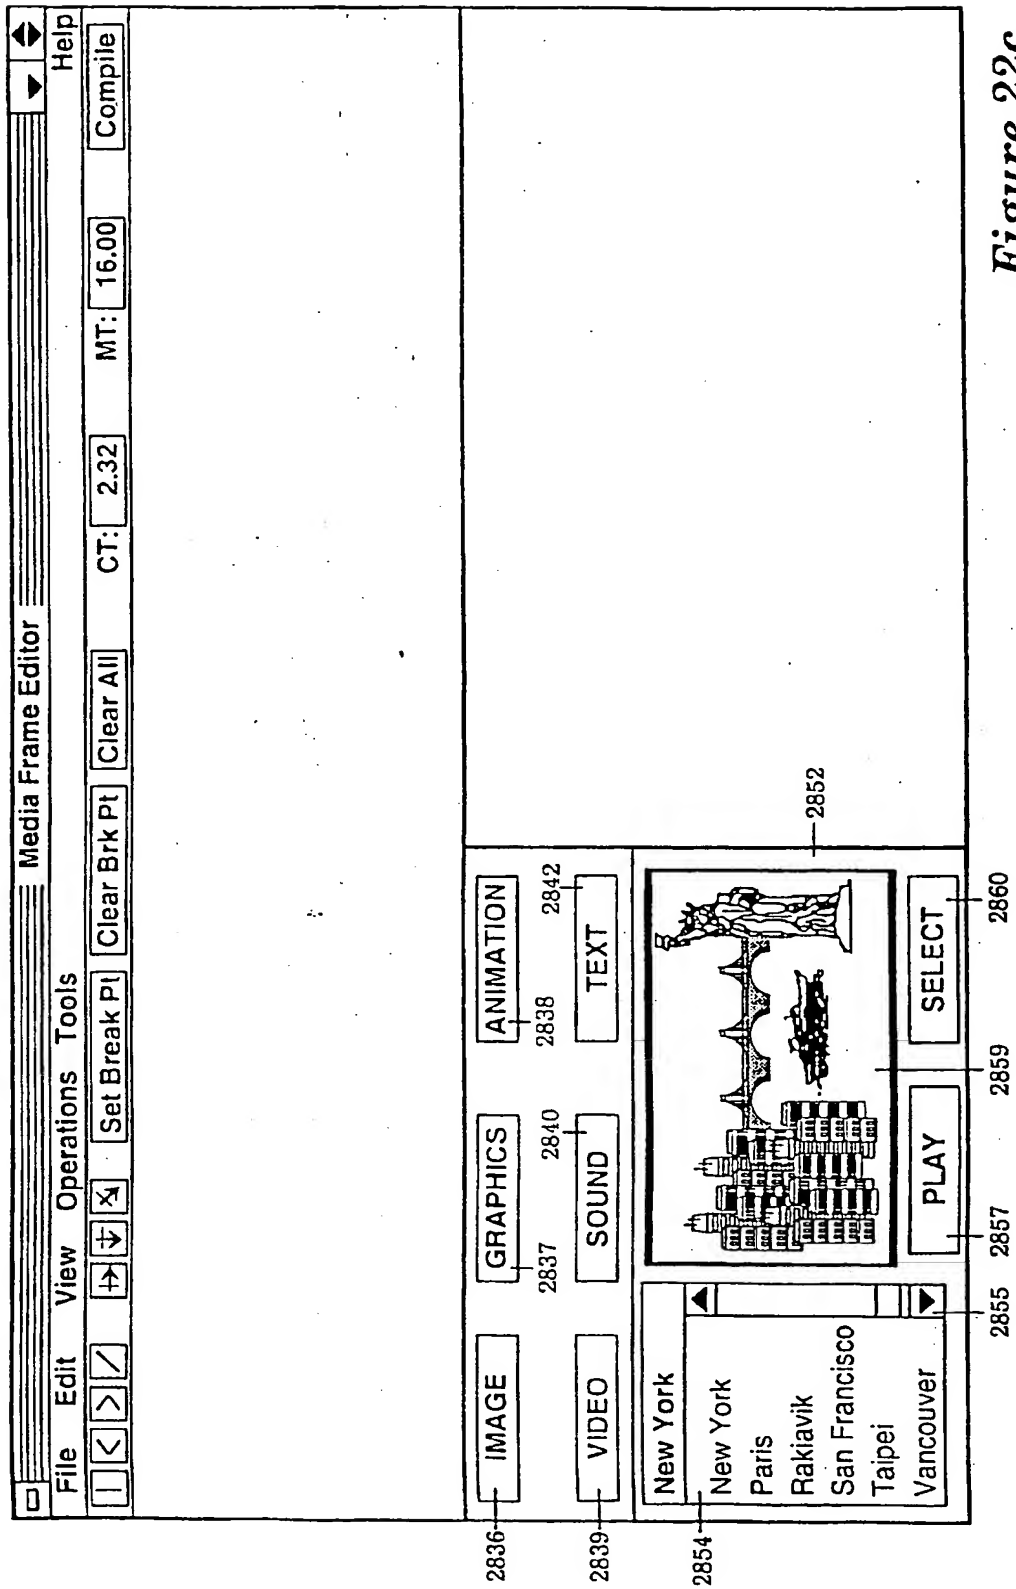 Media Frame Editor
File Edit View Operations Tools Help
Set Break Pt Clear Brk Pt Clear All CT: 2.32 MT: 16.00 Compile
2836 IMAGE GRAPHICS ANIMATION
2837 2838
2840 2842
2839 VIDEO SOUND TEXT
2852
New York
2854
New York
Paris
Rakiavik
San Francisco
Taipei
Vancouver
PLAY SELECT
2855 2857 2859 2860
Figure 22c